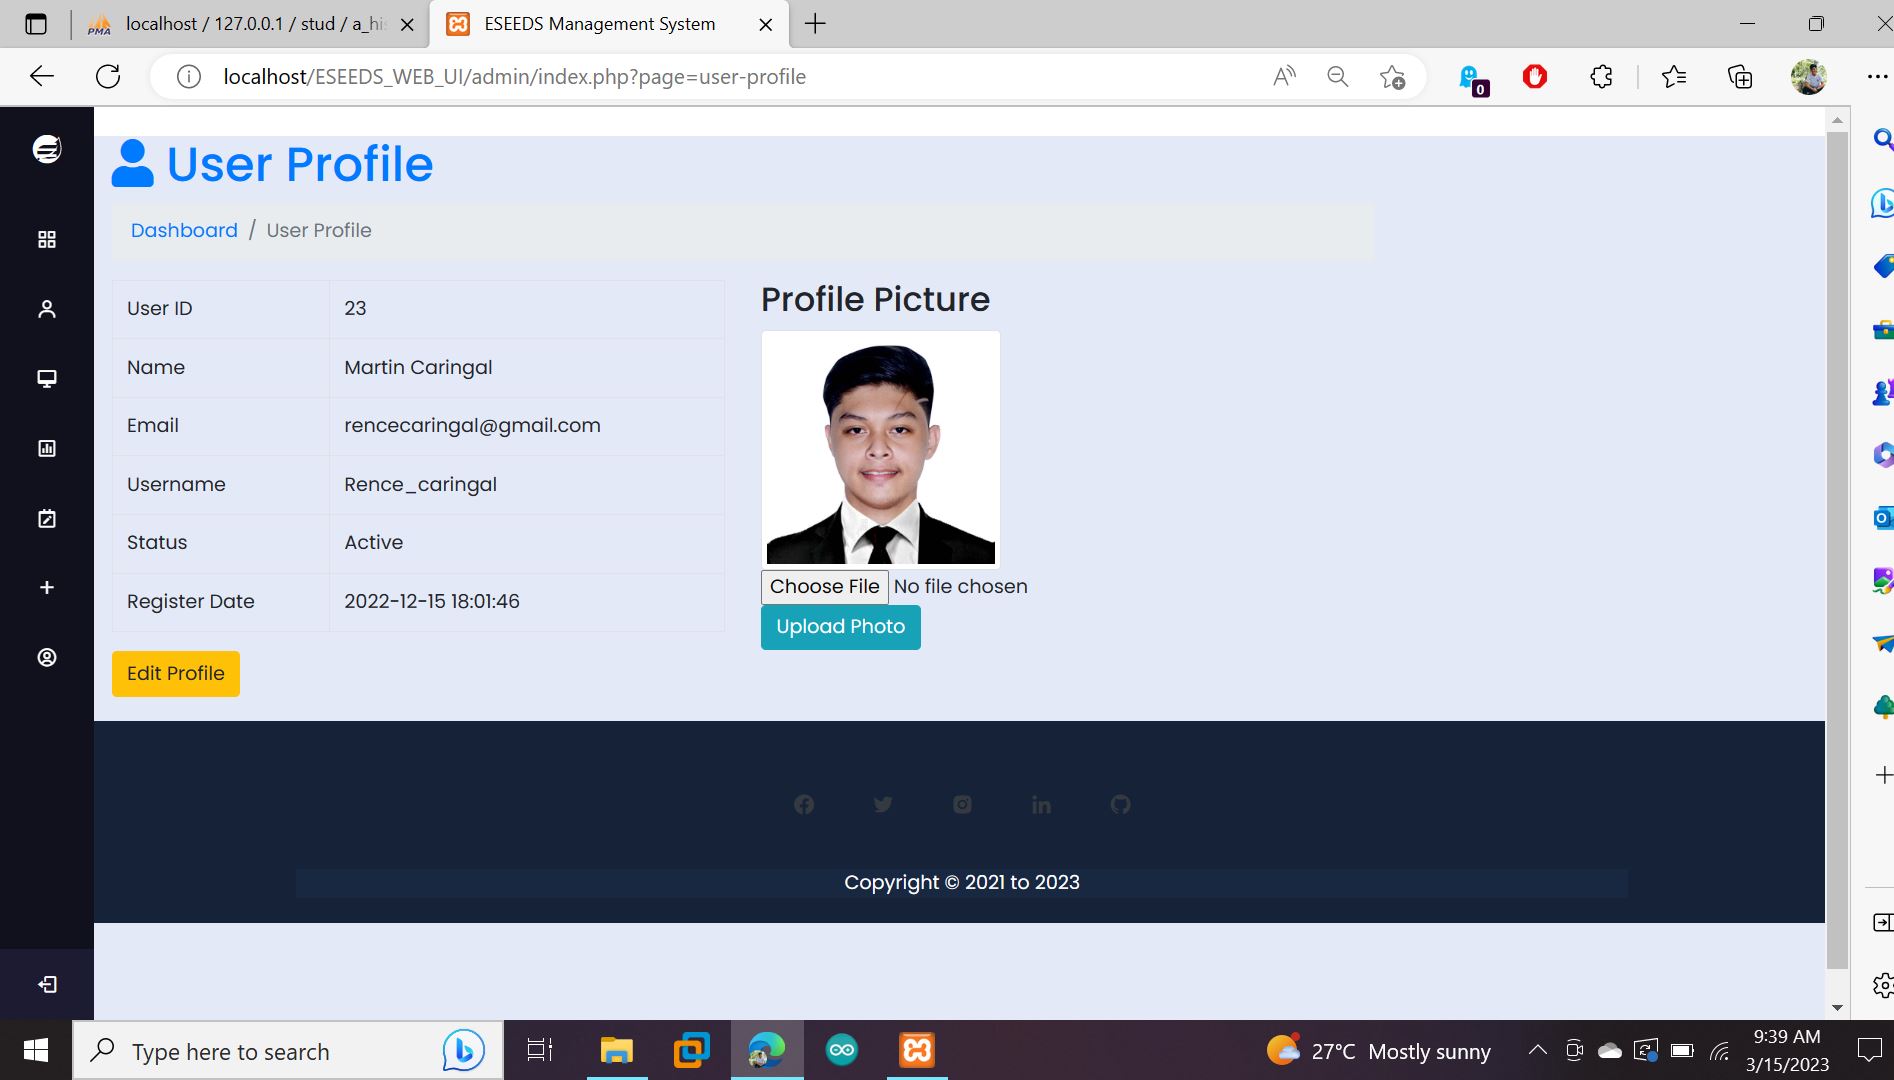 localhost / 127.0.0.1 / stud / a_his
ESEEDS Management System
localhost/ESEEDS_WEB_UI/admin/index.php?page=user-profile
0
User Profile
Dashboard / User Profile
User ID 23
Name Martin Caringal
Email rencecaringal@gmail.com
Username Rence_caringal
Status Active
Register Date 2022-12-15 18:01:46
Edit Profile
Profile Picture
Choose File No file chosen
Upload Photo
Copyright © 2021 to 2023
Type here to search
27°C Mostly sunny
9:39 AM
3/15/2023